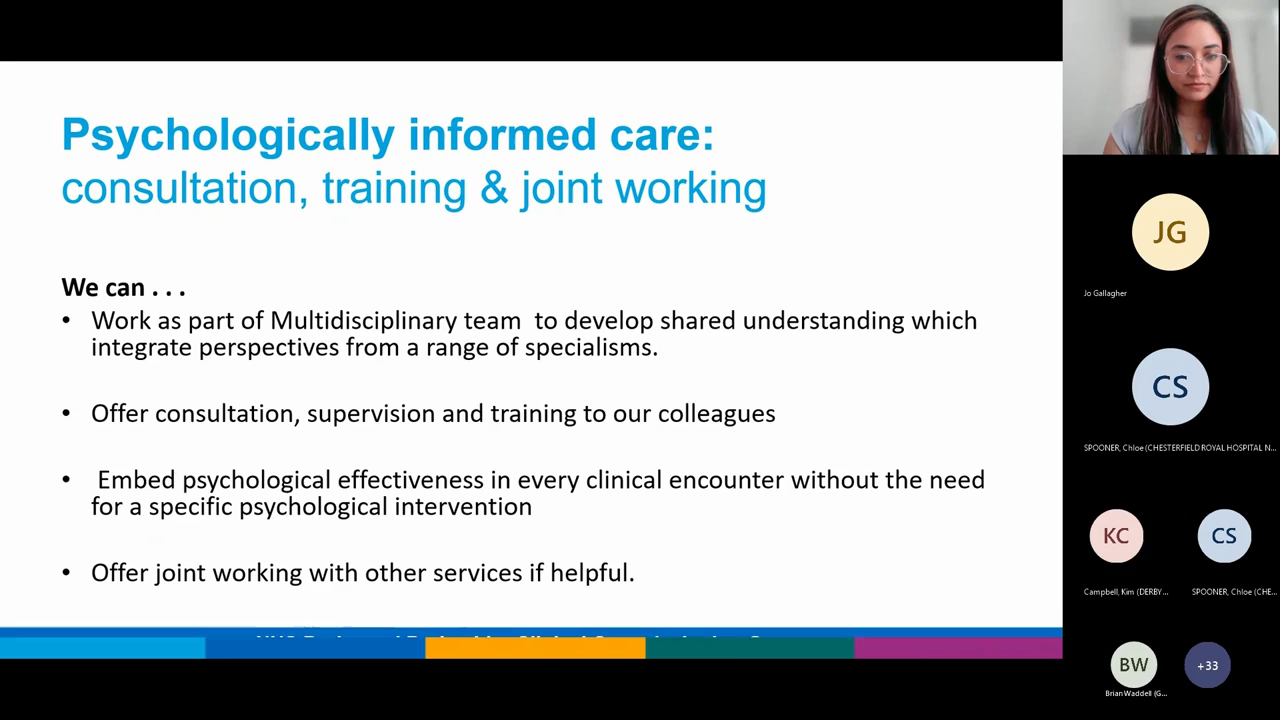 Psychologically informed care:
consultation, training & joint working
We can . . .
• Work as part of Multidisciplinary team to develop shared understanding which
integrate perspectives from a range of specialisms.
• Offer consultation, supervision and training to our colleagues
• Embed psychological effectiveness in every clinical encounter without the need
for a specific psychological intervention
• Offer joint working with other services if helpful.
JG
Jo Gallagher
CS
SPOONER, Chloe (CHESTERFIELD ROYAL HOSPITAL N...
KC
CS
Campbell, Kim (DERBY...
SPOONER, Chloe (CHE...
BW
+33
Brian Waddell (G...